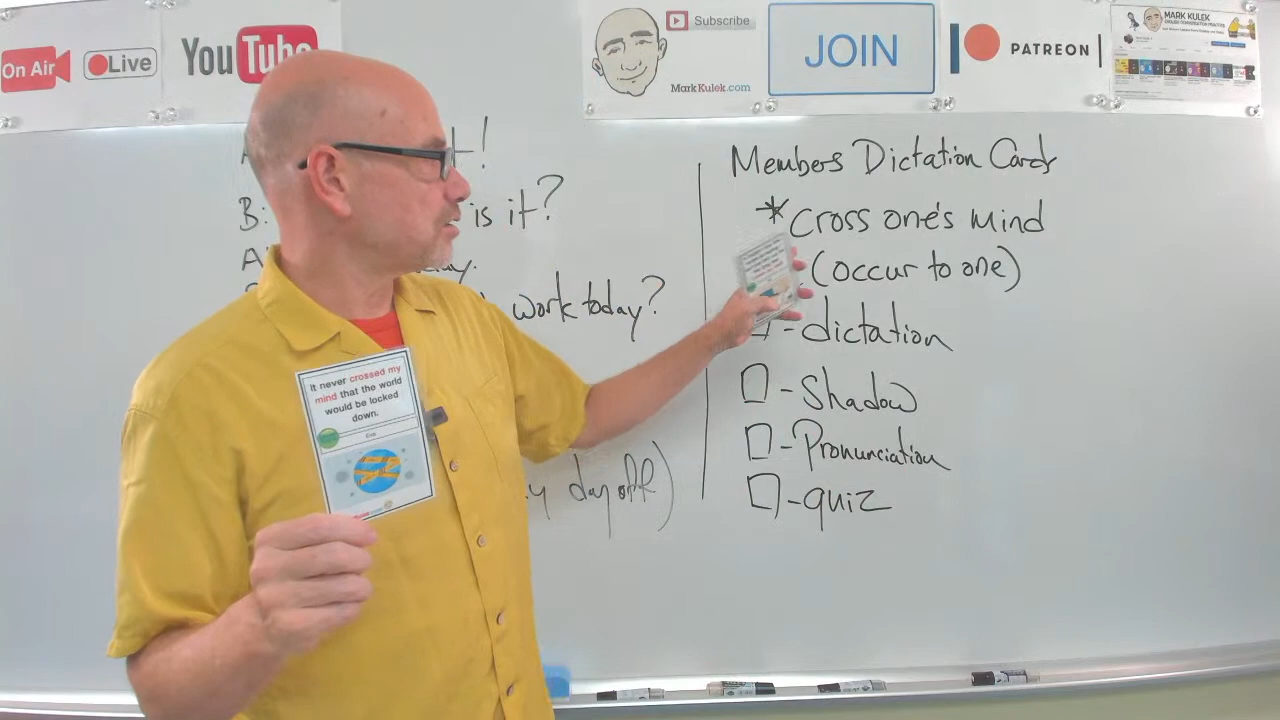 On Air
Live
YouTube
Subscribe
MarkKulek.com
JOIN
PATREON
MARK KULEK
t!
B: is it?
A:
work today?
day off)
Members Dictation Cards
*cross one's mind
(occur to one)
-dictation
-Shadow
-Pronunciation
-quiz
It never crossed my
mind that the world
would be locked
down.